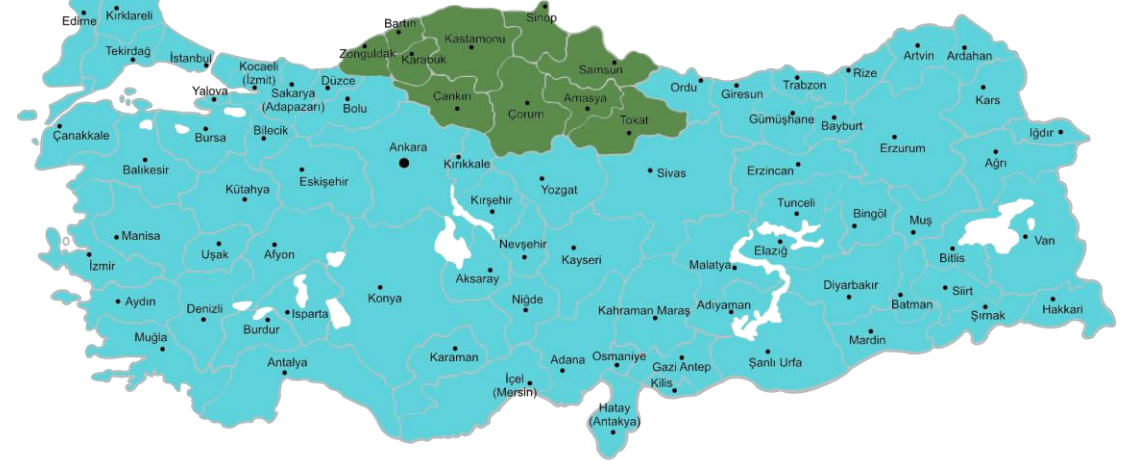 Edirne
Kırklareli
Tekirdağ
İstanbul
Kocaeli
(İzmit)
Yalova
Sakarya
(Adapazarı)
Düzce
Bolu
Zonguldak
Bartın
Karabuk
Kastamonu
Sinop
Samsun
Çankırı
Çorum
Amasya
Tokat
Ordu
Giresun
Trabzon
Rize
Artvin
Ardahan
Kars
Gümüşhane
Bayburt
Erzurum
Iğdır
Ağrı
Çanakkale
Bursa
Bilecik
Balıkesir
Kütahya
Eskişehir
Ankara
Kırıkkale
Yozgat
Sivas
Erzincan
Tunceli
Bingöl
Muş
Van
Bitlis
Kırşehir
Nevşehir
Kayseri
Manisa
İzmir
Uşak
Afyon
Aksaray
Malatya
Elazığ
Aydın
Denizli
Burdur
Isparta
Konya
Niğde
Kahraman Maraş
Adıyaman
Diyarbakır
Batman
Siirt
Şırnak
Hakkari
Mardin
Muğla
Antalya
Karaman
İçel
(Mersin)
Adana
Osmaniye
Gazi Antep
Kilis
Şanlı Urfa
Hatay
(Antakya)